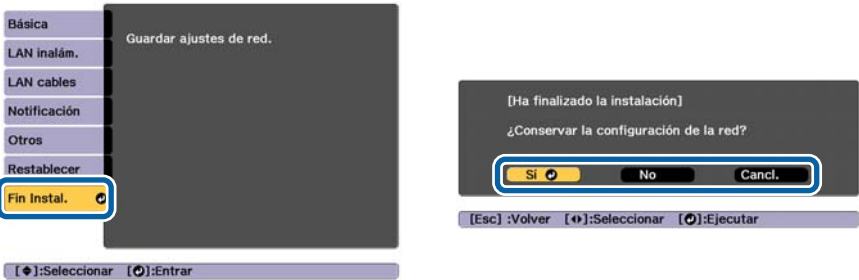 Básica
LAN inalám.
LAN cables
Notificación
Otros
Restablecer
Fin Instal.
Guardar ajustes de red.
[ ]:Seleccionar [ ]:Entrar
[Ha finalizado la instalación]
¿Conservar la configuración de la red?
Sí No Cancl.
[Esc] :Volver [ ]:Seleccionar [ ]:Ejecutar